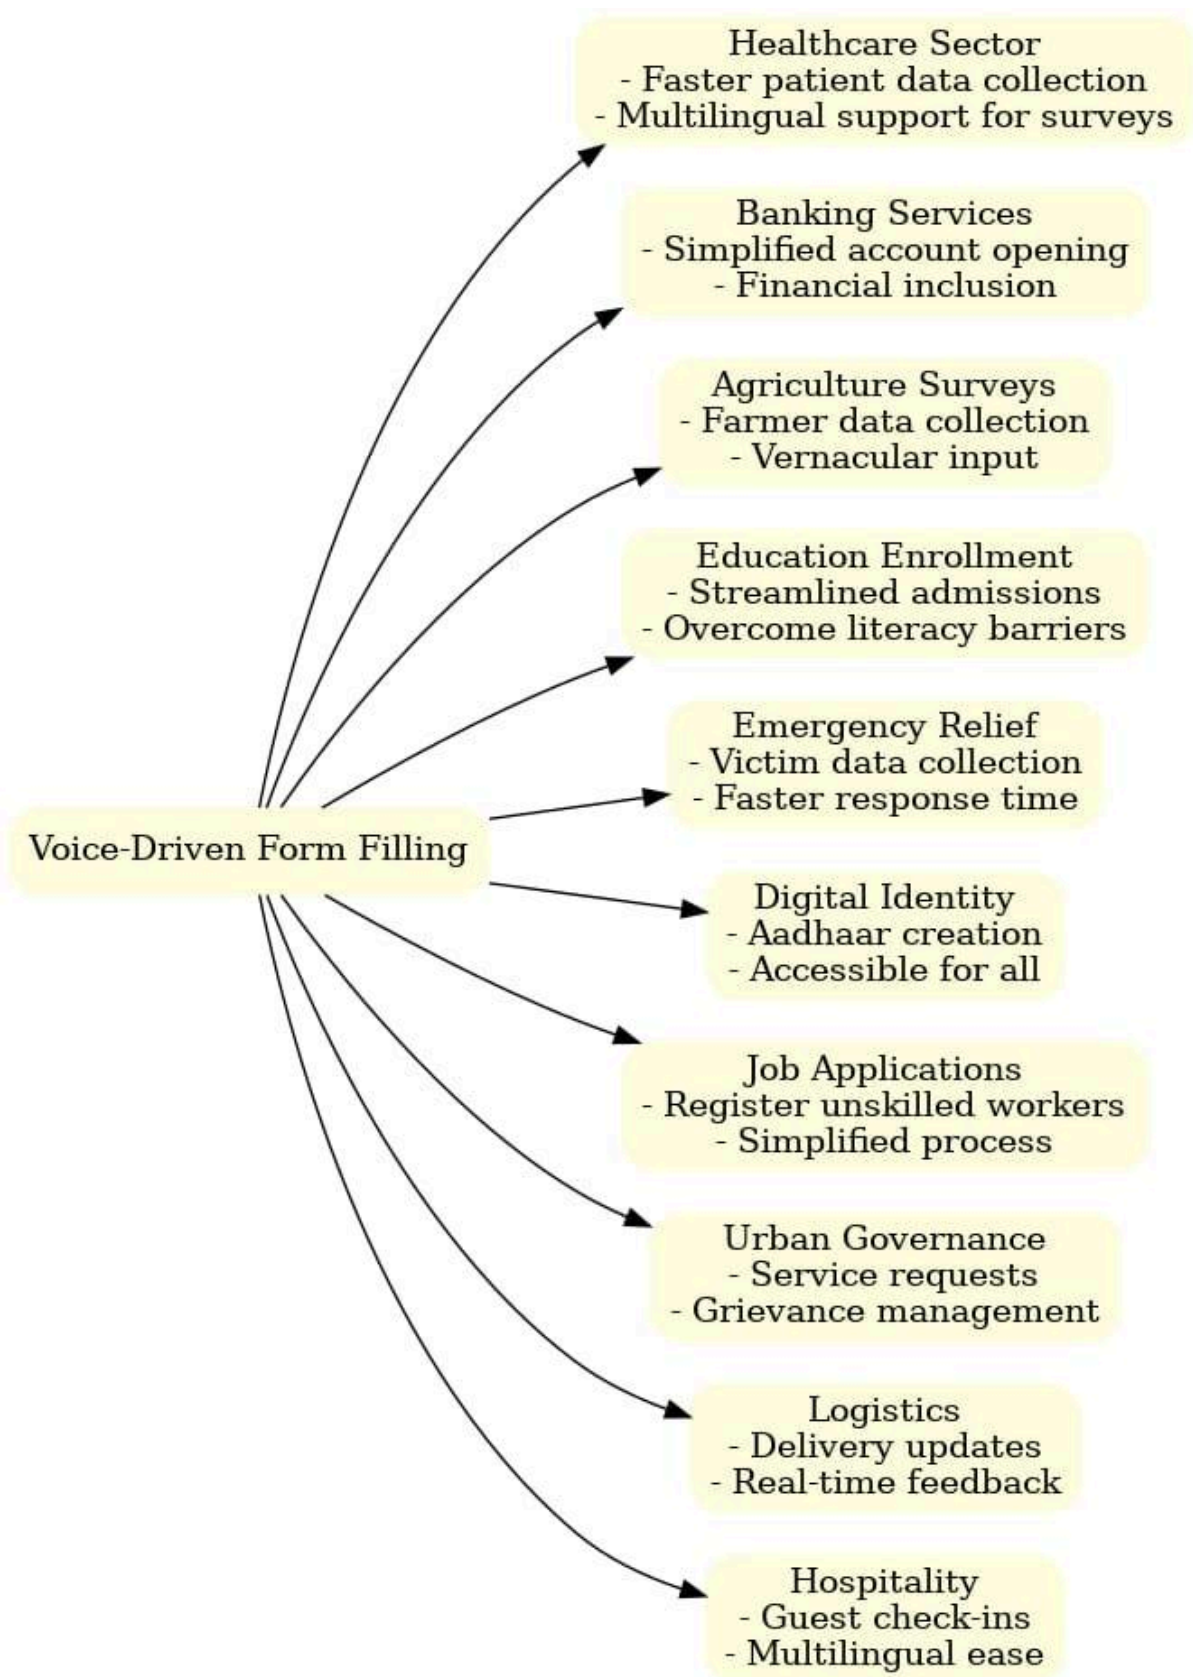 Healthcare Sector
- Faster patient data collection
- Multilingual support for surveys
Banking Services
- Simplified account opening
- Financial inclusion
Agriculture Surveys
- Farmer data collection
- Vernacular input
Education Enrollment
- Streamlined admissions
- Overcome literacy barriers
Emergency Relief
- Victim data collection
- Faster response time
Voice-Driven Form Filling
Digital Identity
- Aadhaar creation
- Accessible for all
Job Applications
- Register unskilled workers
- Simplified process
Urban Governance
- Service requests
- Grievance management
Logistics
- Delivery updates
- Real-time feedback
Hospitality
- Guest check-ins
- Multilingual ease